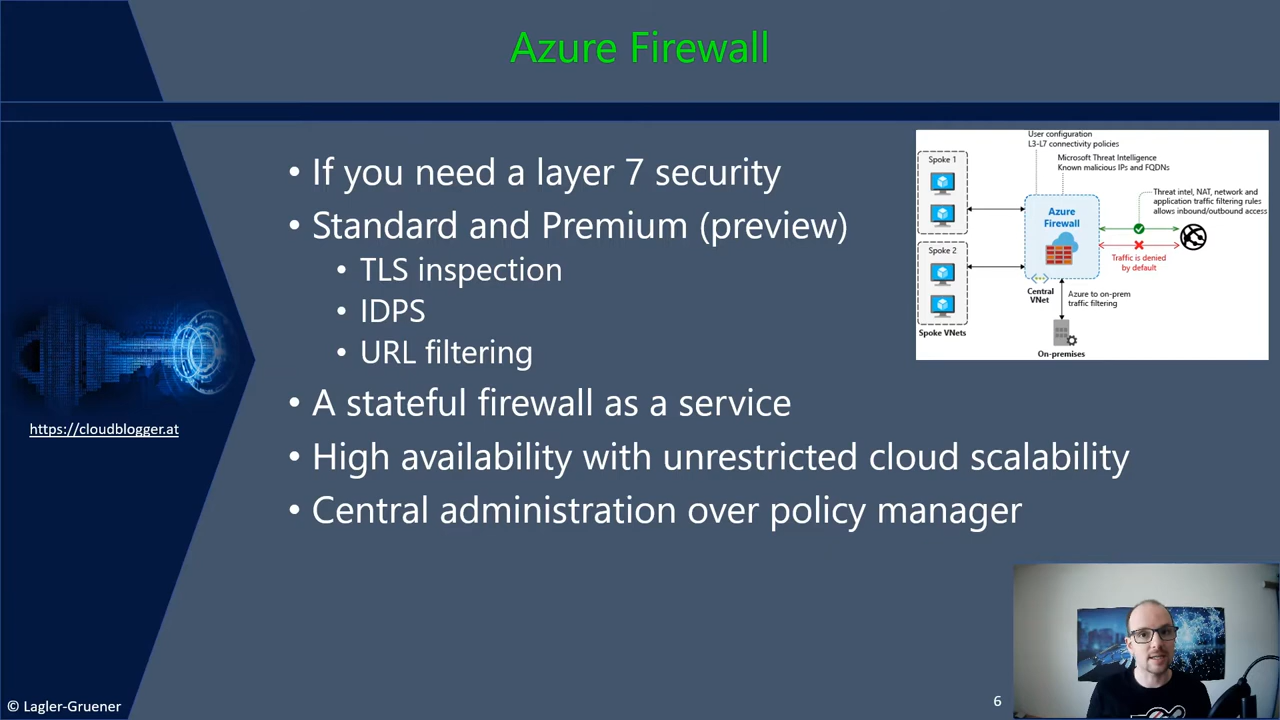 Azure Firewall
• If you need a layer 7 security
• Standard and Premium (preview)
• TLS inspection
• IDPS
• URL filtering
• A stateful firewall as a service
• High availability with unrestricted cloud scalability
• Central administration over policy manager
User configuration
L3-L7 connectivity policies
Microsoft Threat Intelligence
Known malicious IPs and FQDNs
Spoke 1
Spoke 2
Spoke VNets
Azure
Firewall
Threat intel, NAT, network and
application traffic filtering rules
allows inbound/outbound access
Traffic is denied
by default
Central
VNet
Azure to on-prem
traffic filtering
On-premises
https://cloudblogger.at
© Lagler-Gruener
6